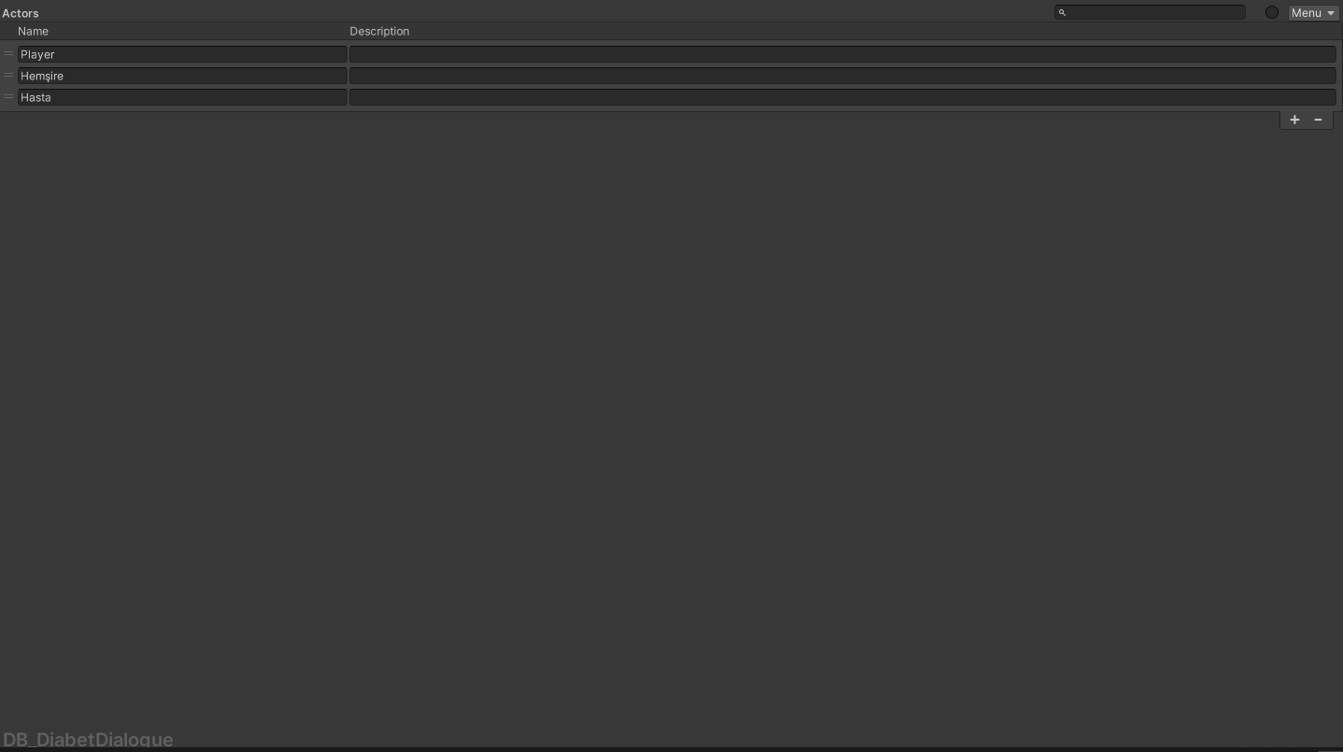 Actors
Menu
Name Description
Player
Hemşire
Hasta
+ −
DB_DiabetDialogue